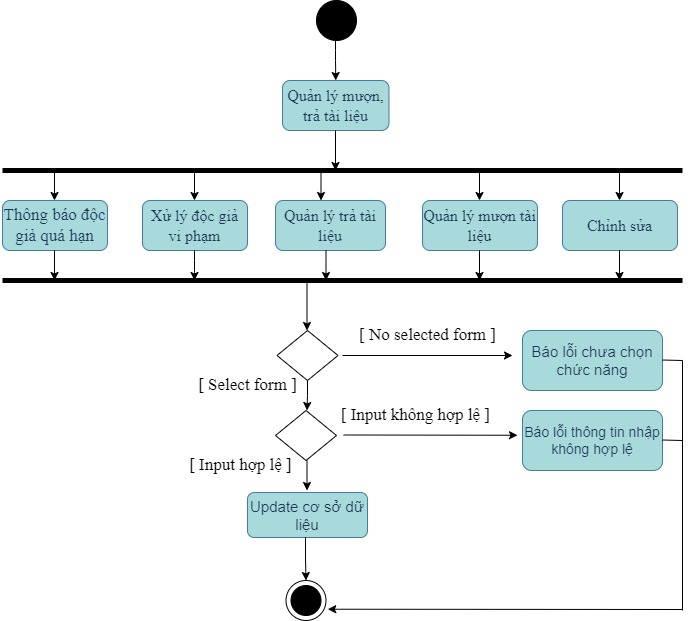 Quản lý mượn,
trả tài liệu
Thông báo độc
giả quá hạn
Xử lý độc giả
vi phạm
Quản lý trả tài
liệu
Quản lý mượn tài
liệu
Chỉnh sửa
[ No selected form ]
Báo lỗi chưa chọn
chức năng
[ Select form ]
[ Input không hợp lệ ]
Báo lỗi thông tin nhập
không hợp lệ
[ Input hợp lệ ]
Update cơ sở dữ
liệu